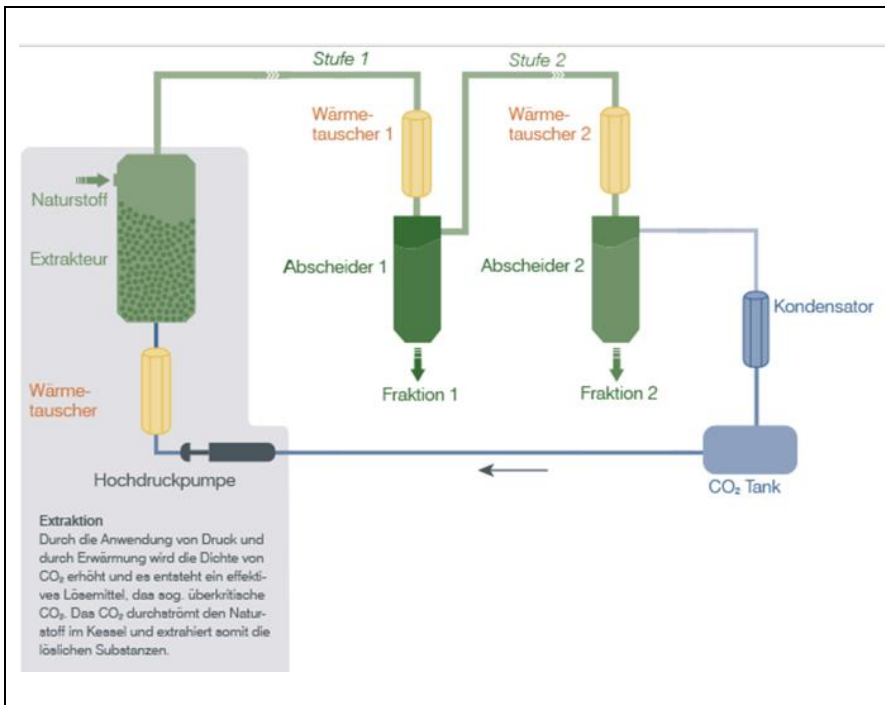 Stufe 1
Stufe 2
Wärme-
tauscher 1
Wärme-
tauscher 2
Naturstoff
Extrakteur
Abscheider 1
Abscheider 2
Kondensator
Wärme-
tauscher
Fraktion 1
Fraktion 2
Hochdruckpumpe
CO₂ Tank
Extraktion
Durch die Anwendung von Druck und
durch Erwärmung wird die Dichte von
CO₂ erhöht und es entsteht ein effekti-
ves Lösemittel, das sog. überkritische
CO₂. Das CO₂ durchströmt den Natur-
stoff im Kessel und extrahiert somit die
löslichen Substanzen.